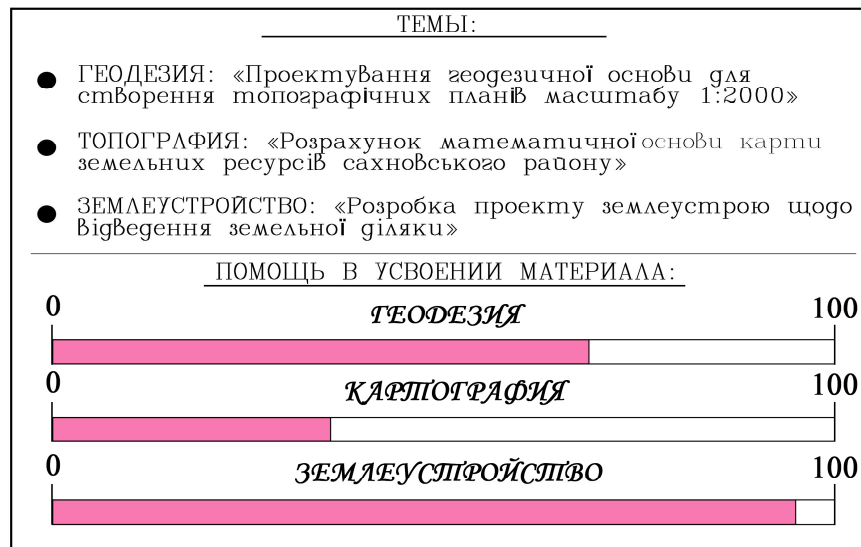 ТЕМЫ:
ГЕОДЕЗИЯ: «Проектування геодезичної основи для
створення топографічних планів масштабу 1:2000»
ТОПОГРАФИЯ: «Розрахунок математичної основи карти
земельних ресурсів сахновського району»
ЗЕМЛЕУСТРОЙСТВО: «Розробка проекту землеустрою щодо
відведення земельної діляки»
ПОМОЩЬ В УСВОЕНИИ МАТЕРИАЛА:
0 ГЕОДЕЗИЯ 100
0 КАРТОГРАФИЯ 100
0 ЗЕМЛЕУСТРОЙСТВО 100